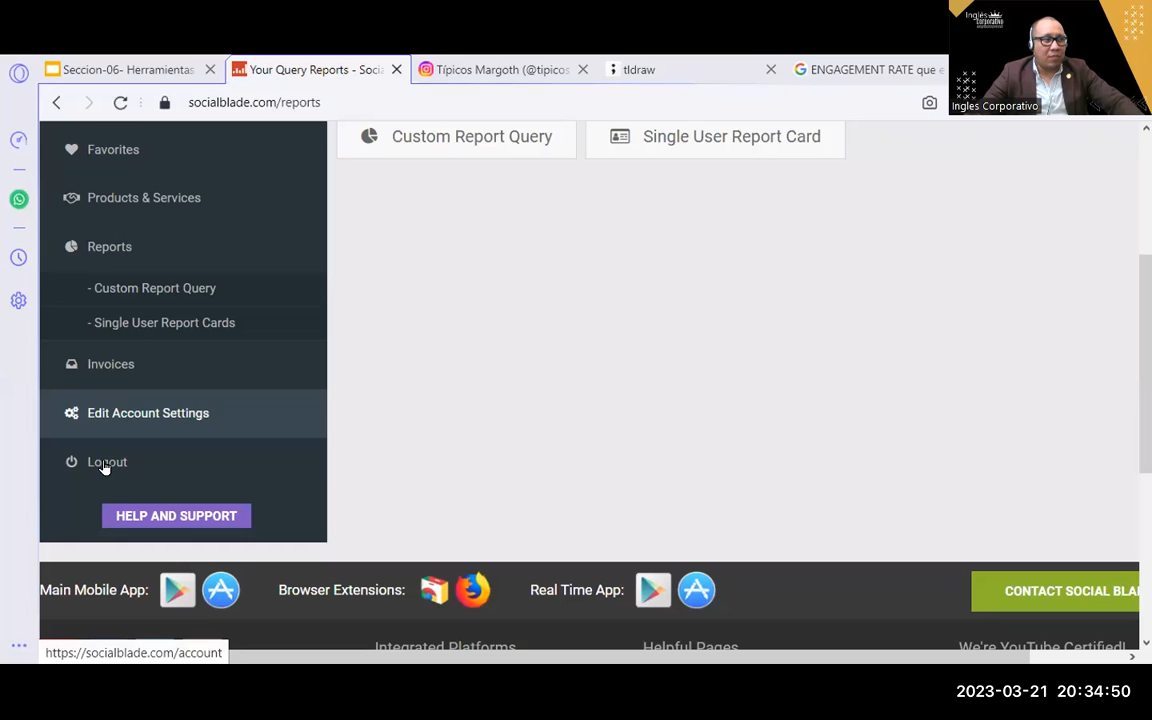 Seccion-06- Herramientas
Your Query Reports - Socia
Típicos Margoth (@tipicos
tldraw
ENGAGEMENT RATE que e
Inglés
Corporativo
Ingles Corporativo
socialblade.com/reports
Favorites
Products & Services
Reports
- Custom Report Query
- Single User Report Cards
Invoices
Edit Account Settings
Logout
HELP AND SUPPORT
Custom Report Query
Single User Report Card
Main Mobile App:
Browser Extensions:
Real Time App:
CONTACT SOCIAL BLA
Integrated Platforms
Helpful Pages
We're YouTube Certified!
https://socialblade.com/account
2023-03-21 20:34:50